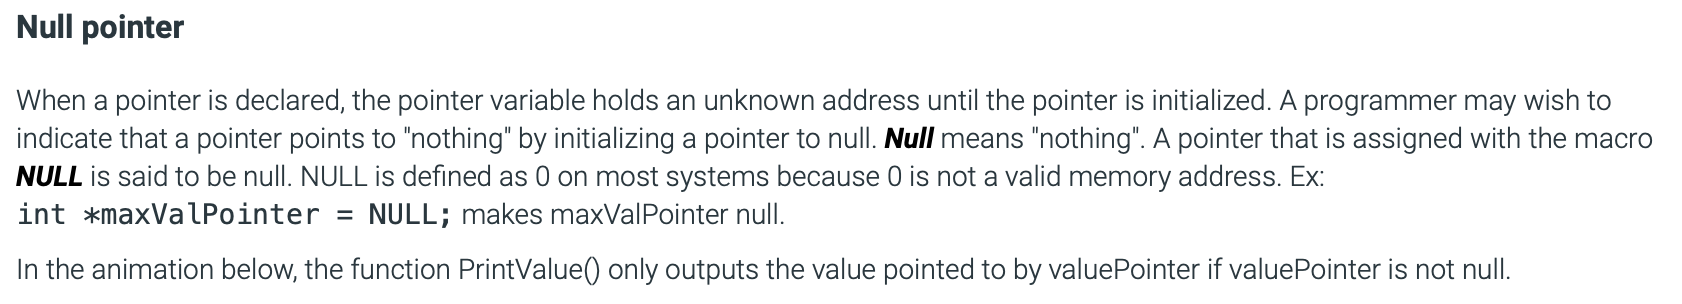 Null pointer
When a pointer is declared, the pointer variable holds an unknown address until the pointer is initialized. A programmer may wish to
indicate that a pointer points to "nothing" by initializing a pointer to null. Null means "nothing". A pointer that is assigned with the macro
NULL is said to be null. NULL is defined as 0 on most systems because 0 is not a valid memory address. Ex:
int *maxValPointer = NULL; makes maxValPointer null.
In the animation below, the function PrintValue() only outputs the value pointed to by valuePointer if valuePointer is not null.